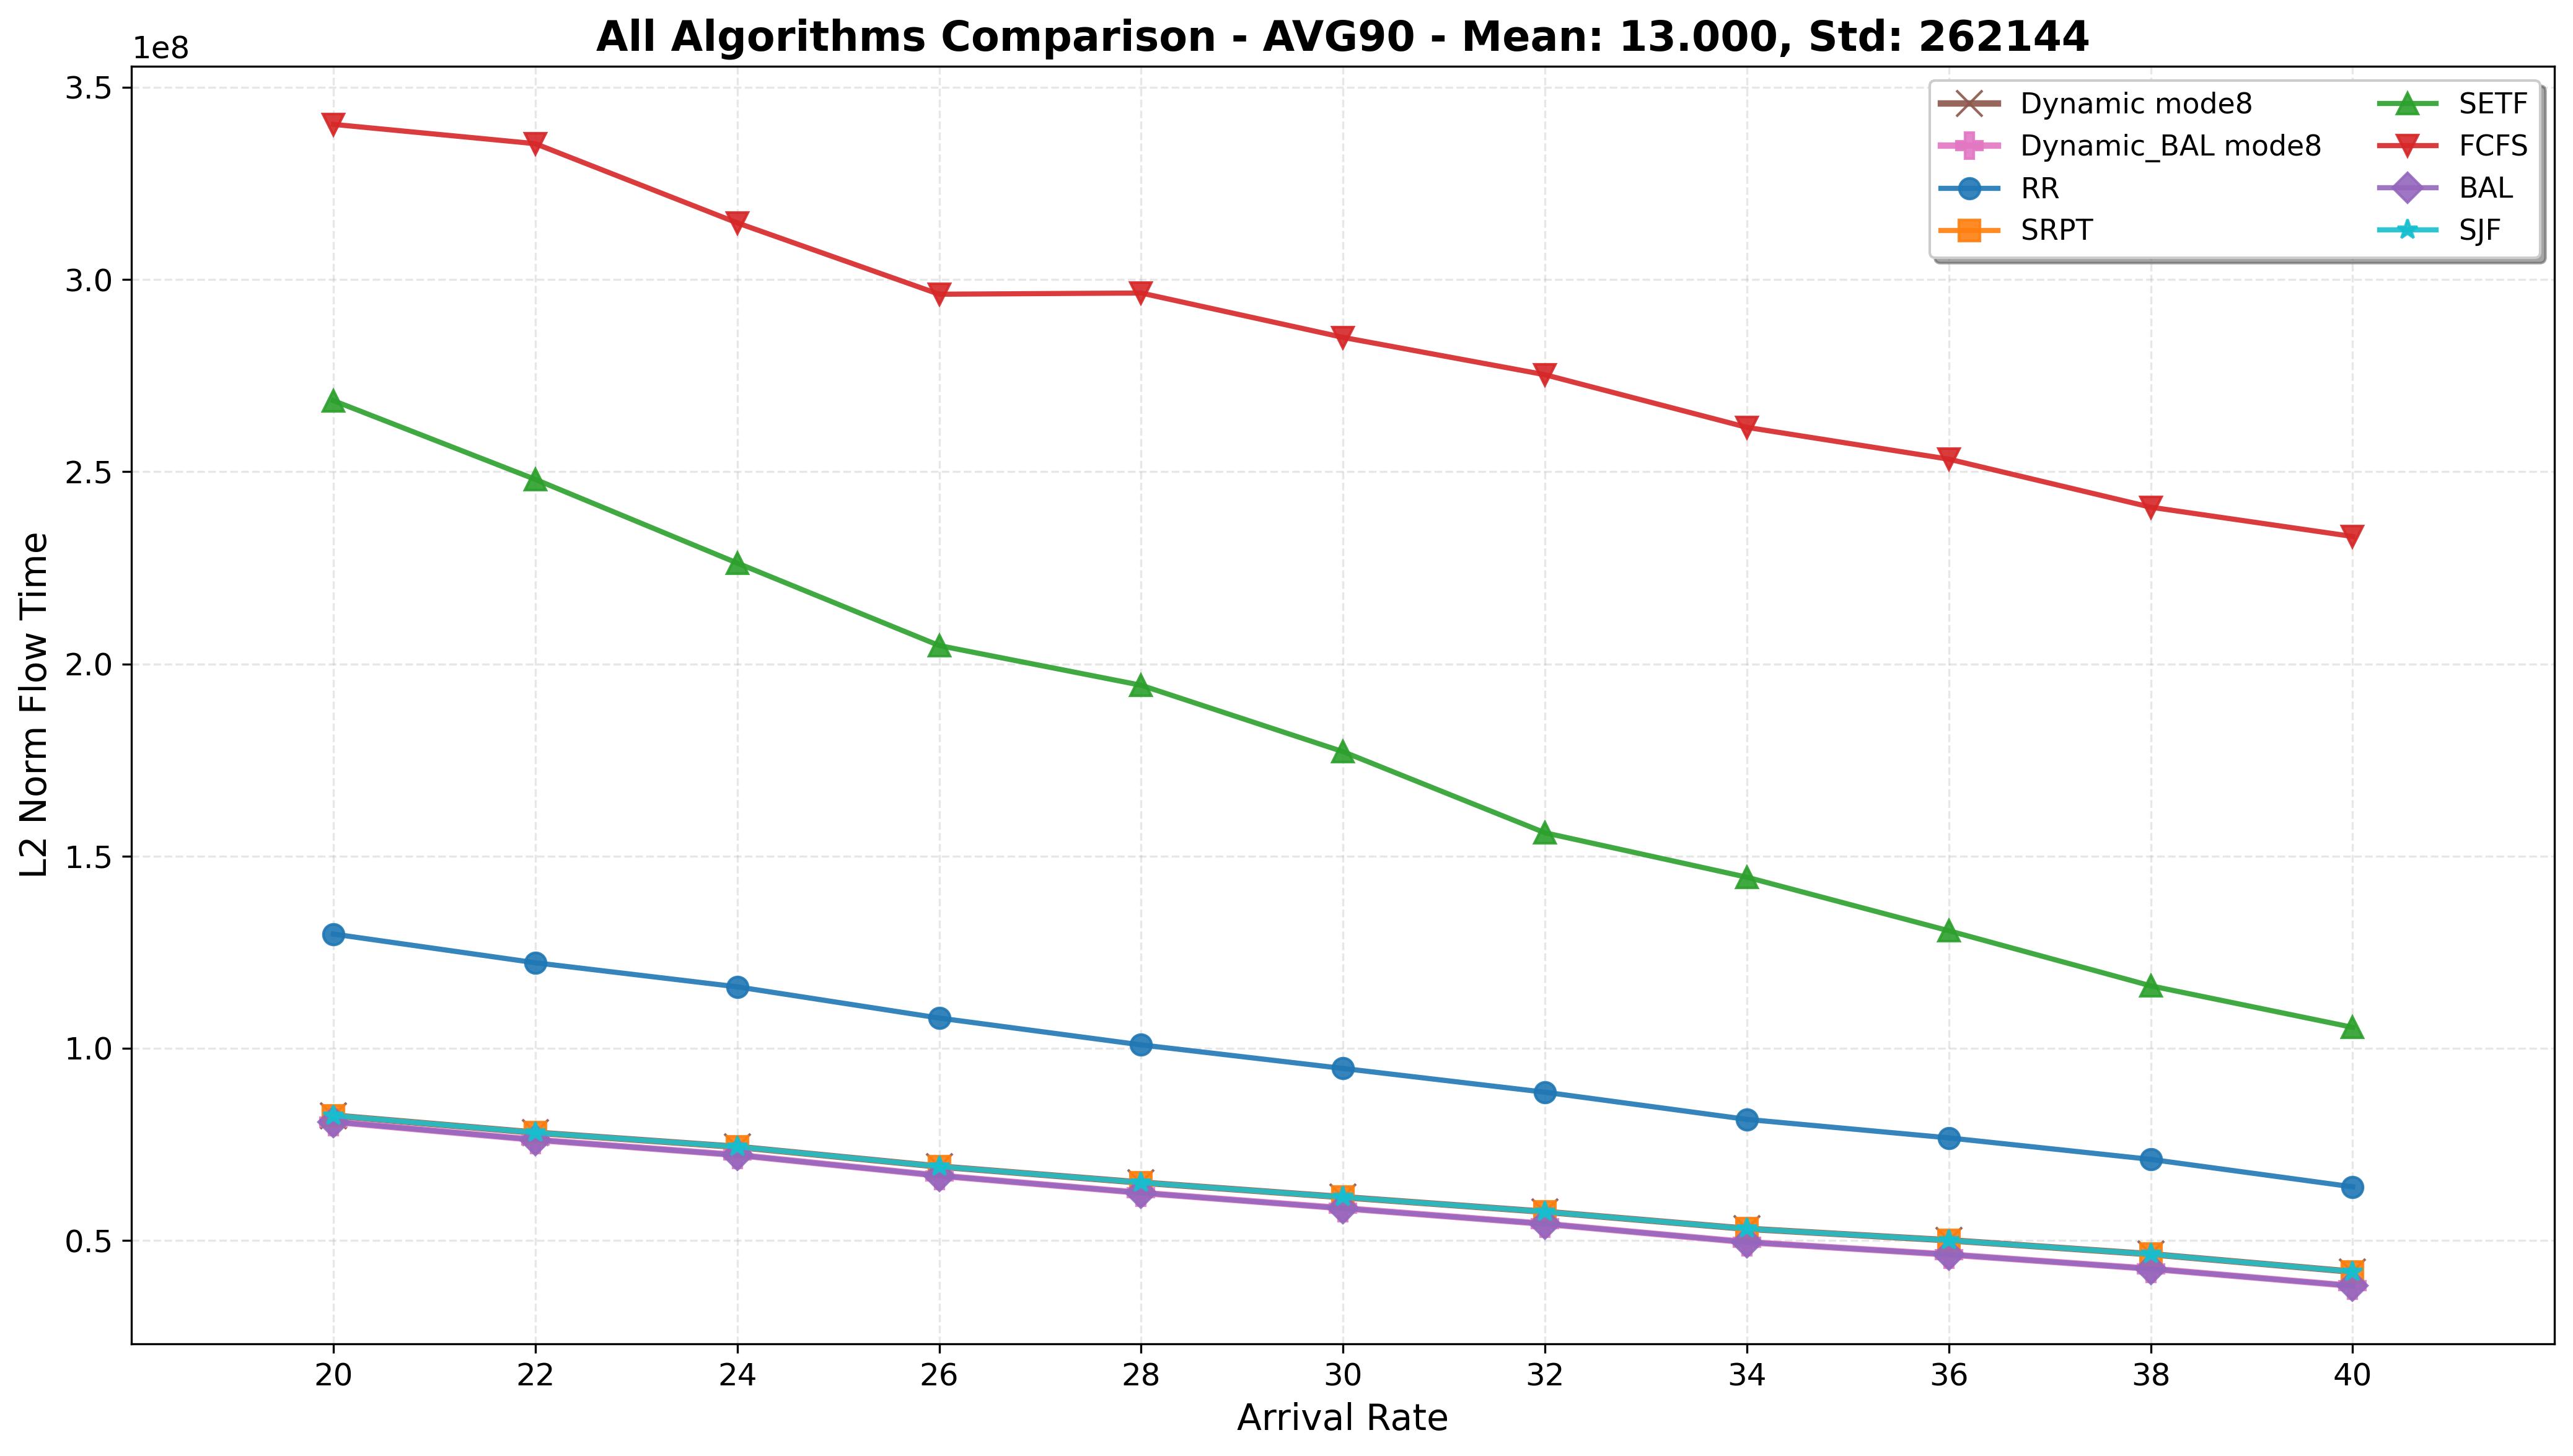 All Algorithms Comparison - AVG90 - Mean: 13.000, Std: 262144
1e8
3.5
3.0
2.5
2.0
1.5
1.0
0.5
L2 Norm Flow Time
Dynamic mode8
Dynamic_BAL mode8
RR
SRPT
SETF
FCFS
BAL
SJF
20 22 24 26 28 30 32 34 36 38 40
Arrival Rate